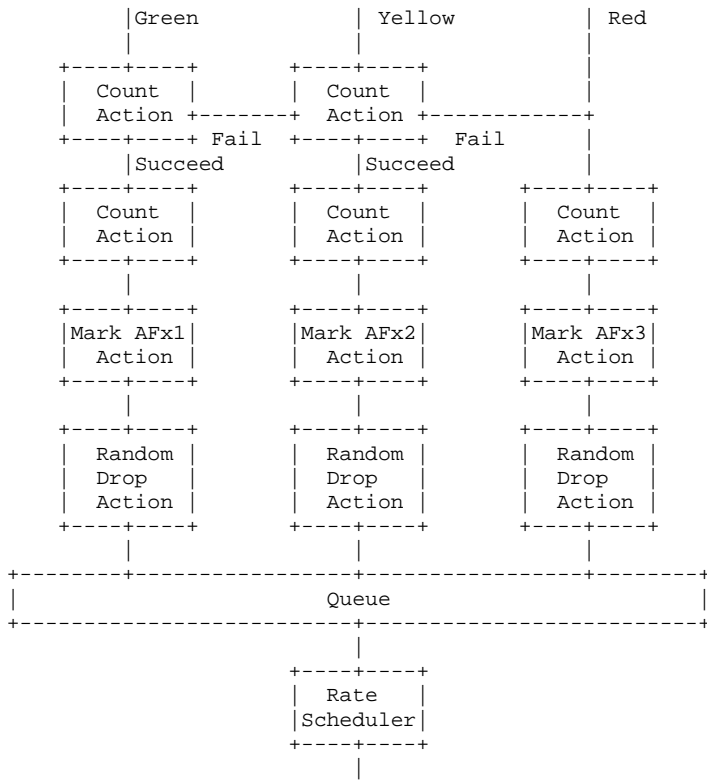 Green Yellow Red
Count Count
Action Action
Fail Fail
Succeed Succeed
Count Count Count
Action Action Action
Mark AFx1 Mark AFx2 Mark AFx3
Action Action Action
Random Random Random
Drop Drop Drop
Action Action Action
Queue
Rate
Scheduler